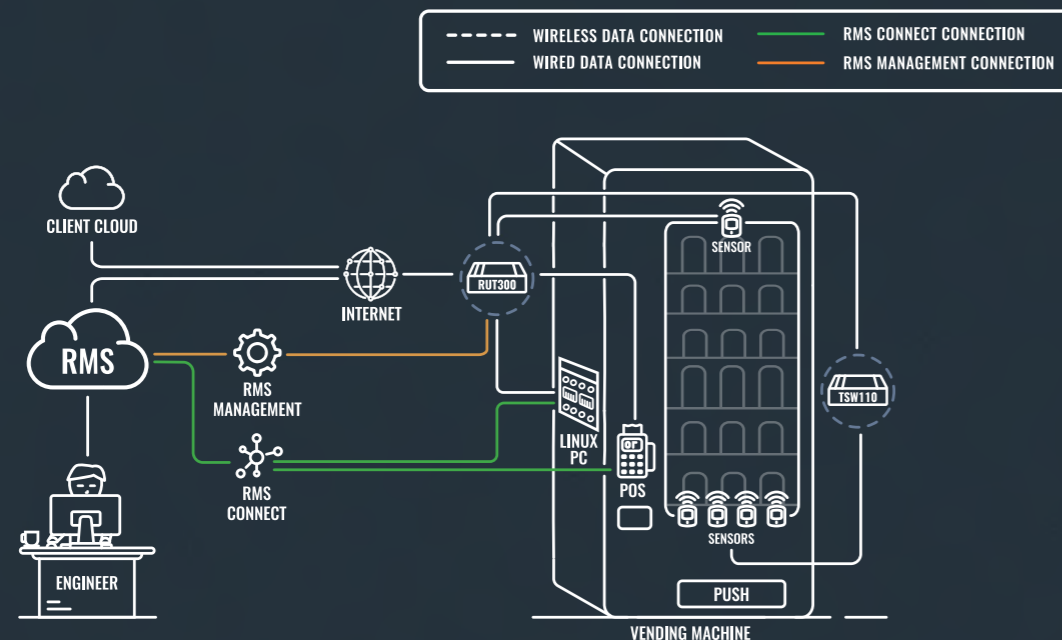 WIRELESS DATA CONNECTION
RMS CONNECT CONNECTION
WIRED DATA CONNECTION
RMS MANAGEMENT CONNECTION
CLIENT CLOUD
SENSOR
RUT300
INTERNET
RMS
RMS
MANAGEMENT
TSW110
LINUX
PC
POS
RMS
CONNECT
SENSORS
ENGINEER
PUSH
VENDING MACHINE